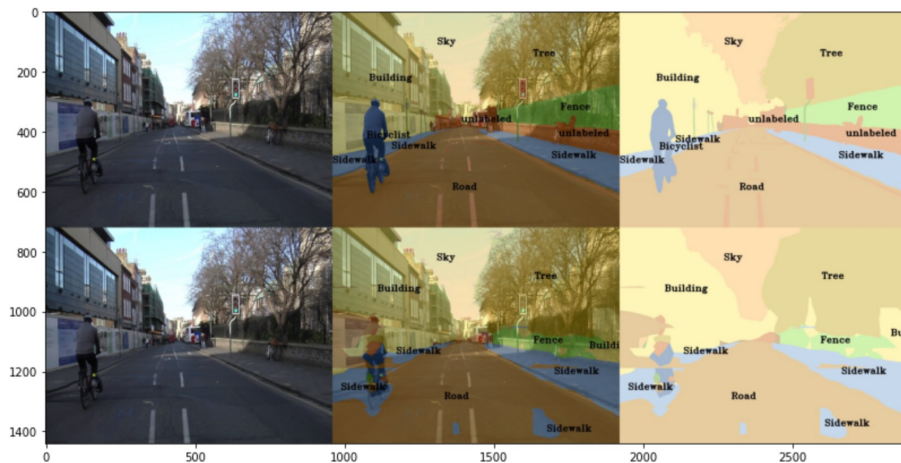 0
200
400
600
800
1000
1200
1400
0
500
1000
1500
2000
2500
Sky
Tree
Building
Fence
unlabeled
unlabeled
Bicyclist
Sidewalk
Sidewalk
Sidewalk
Road
Sky
Tree
Building
Fence
unlabeled
unlabeled
Sidewalk
Bicyclist
Sidewalk
Sidewalk
Road
Sky
Tree
Building
Fence
Buildi
Sidewalk
Sidewalk
Sidewalk
Road
Sidewalk
Sky
Tree
Building
Bui
Fence
Sidewalk
Sidewalk
Sidewalk
Road
Sidewalk